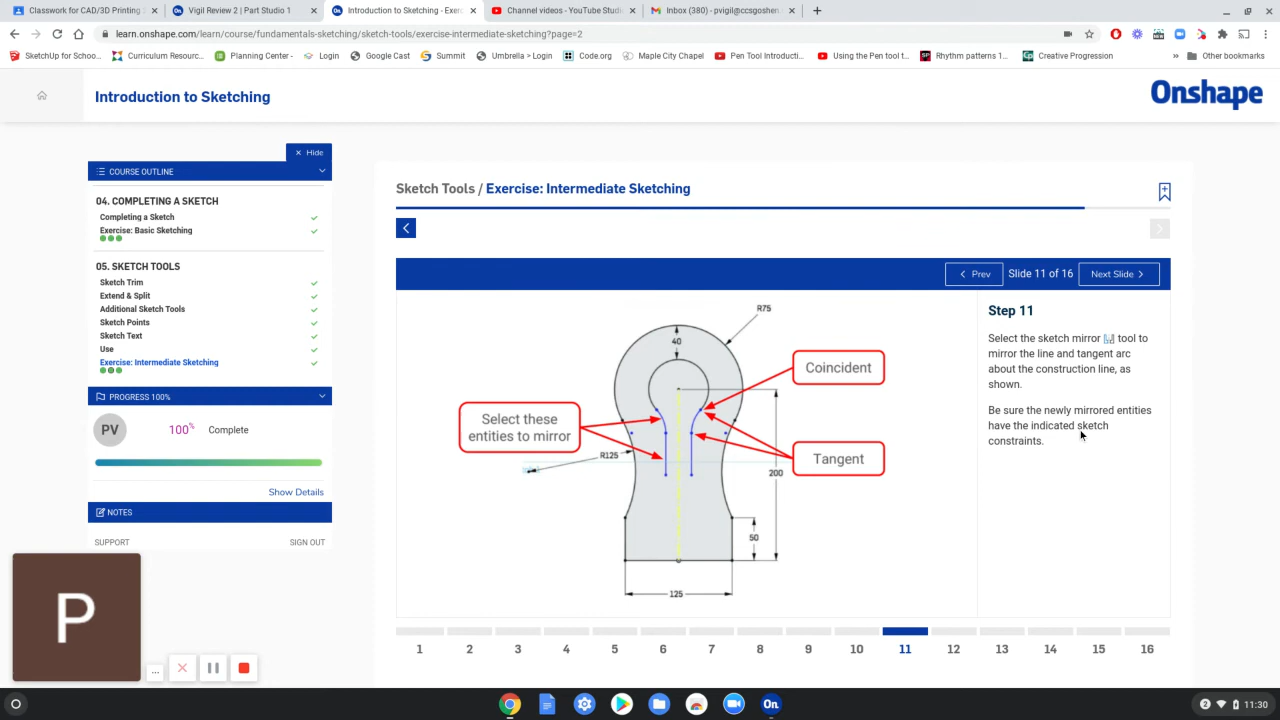 Classwork for CAD/3D Printing
Vigil Review 2 | Part Studio 1
Introduction to Sketching - Exer
Channel videos - YouTube Studi
Inbox (380) - pvigil@ccsgoshen.
learn.onshape.com/learn/course/fundamentals-sketching/sketch-tools/exercise-intermediate-sketching?page=2
SketchUp for Schoo...
Curriculum Resourc...
Planning Center -
Login
Google Cast
Summit
Umbrella > Login
Code.org
Maple City Chapel
Pen Tool Introducti...
Using the Pen tool t...
Rhythm patterns 1...
Creative Progression
»
Other bookmarks
Introduction to Sketching
Onshape
× Hide
COURSE OUTLINE
04. COMPLETING A SKETCH
Completing a Sketch
Exercise: Basic Sketching
05. SKETCH TOOLS
Sketch Trim
Extend & Split
Additional Sketch Tools
Sketch Points
Sketch Text
Use
Exercise: Intermediate Sketching
PROGRESS 100%
PV
100%
Complete
Show Details
NOTES
SUPPORT
SIGN OUT
P
...
Sketch Tools / Exercise: Intermediate Sketching
Prev
Slide 11 of 16
Next Slide
R75
40
Coincident
Select these
entities to mirror
R125
Tangent
200
50
125
Step 11
Select the sketch mirror tool to
mirror the line and tangent arc
about the construction line, as
shown.
Be sure the newly mirrored entities
have the indicated sketch
constraints.
1 2 3 4 5 6 7 8 9 10 11 12 13 14 15 16
On
2
11:30